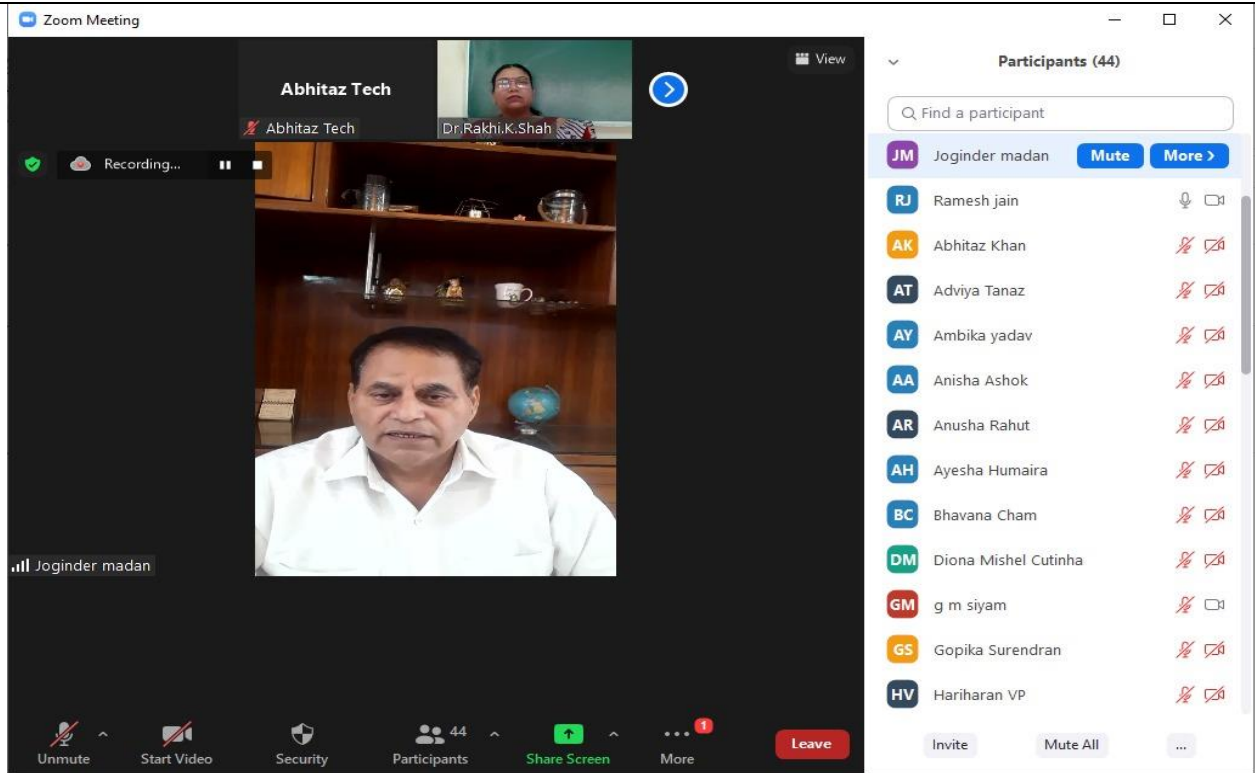 Zoom Meeting
Abhitaz Tech
Abhitaz Tech
Dr.Rakhi.K.Shah
View
Recording...
Joginder madan
Unmute
Start Video
Security
44
Participants
Share Screen
1
More
Leave
Participants (44)
Find a participant
JM Joginder madan Mute More >
RJ Ramesh jain
AK Abhitaz Khan
AT Adviya Tanaz
AY Ambika yadav
AA Anisha Ashok
AR Anusha Rahut
AH Ayesha Humaira
BC Bhavana Cham
DM Diona Mishel Cutinha
GM g m siyam
GS Gopika Surendran
HV Hariharan VP
Invite Mute All ...